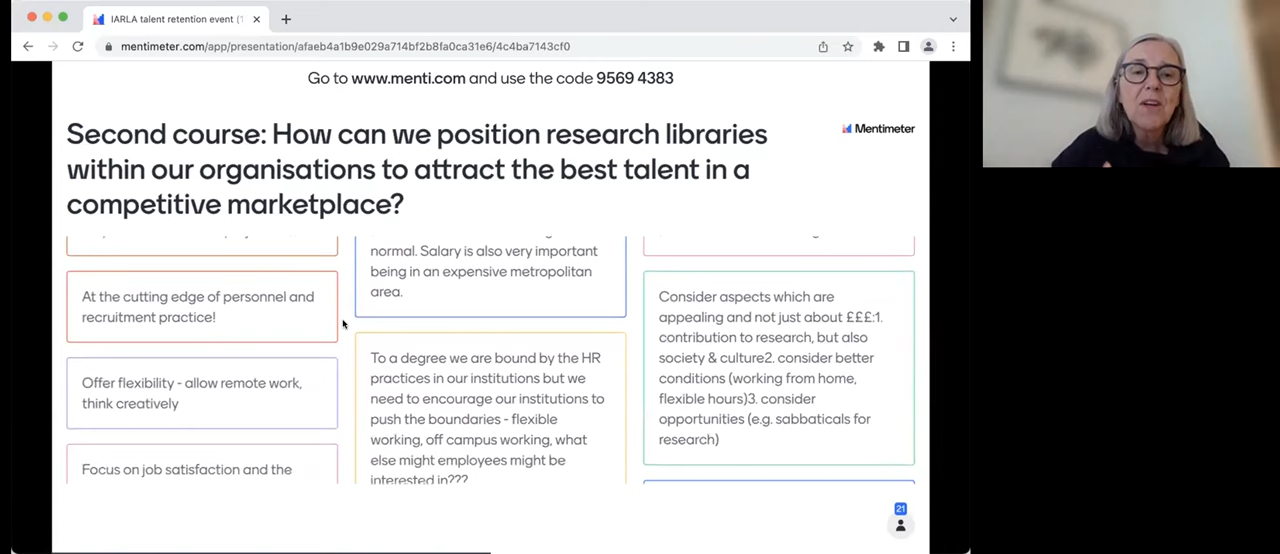 IARLA talent retention event (
mentimeter.com/app/presentation/afaeb4a1b9e029a714bf2b8fa0ca31e6/4c4ba7143cf0
Go to www.menti.com and use the code 9569 4383
Second course: How can we position research libraries
within our organisations to attract the best talent in a
competitive marketplace?
Mentimeter
At the cutting edge of personnel and
recruitment practice!
Offer flexibility - allow remote work,
think creatively
Focus on job satisfaction and the
normal. Salary is also very important
being in an expensive metropolitan
area.
To a degree we are bound by the HR
practices in our institutions but we
need to encourage our institutions to
push the boundaries - flexible
working, off campus working, what
else might employees might be
interested in???
Consider aspects which are
appealing and not just about £££:1.
contribution to research, but also
society & culture2. consider better
conditions (working from home,
flexible hours)3. consider
opportunities (e.g. sabbaticals for
research)
21